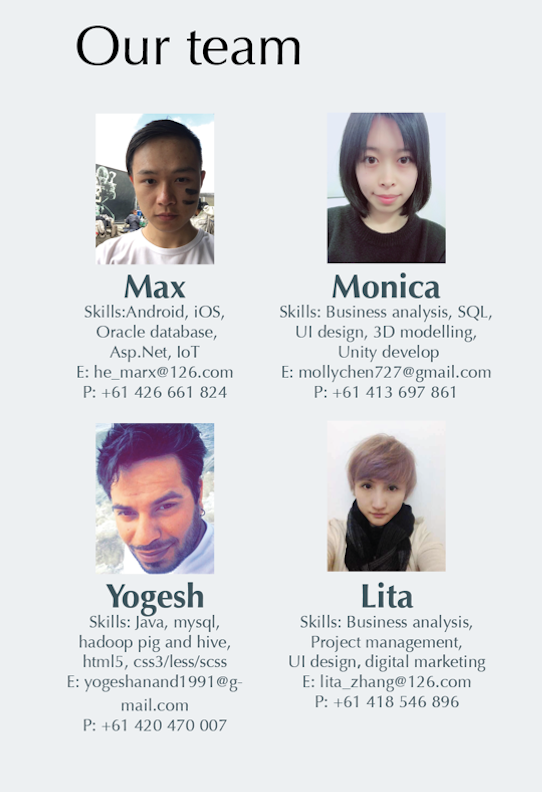 Our team
Max
Skills:Android, iOS,
Oracle database,
Asp.Net, IoT
E: he_marx@126.com
P: +61 426 661 824
Monica
Skills: Business analysis, SQL,
UI design, 3D modelling,
Unity develop
E: mollychen727@gmail.com
P: +61 413 697 861
Yogesh
Skills: Java, mysql,
hadoop pig and hive,
html5, css3/less/scss
E: yogeshanand1991@g-
mail.com
P: +61 420 470 007
Lita
Skills: Business analysis,
Project management,
UI design, digital marketing
E: lita_zhang@126.com
P: +61 418 546 896